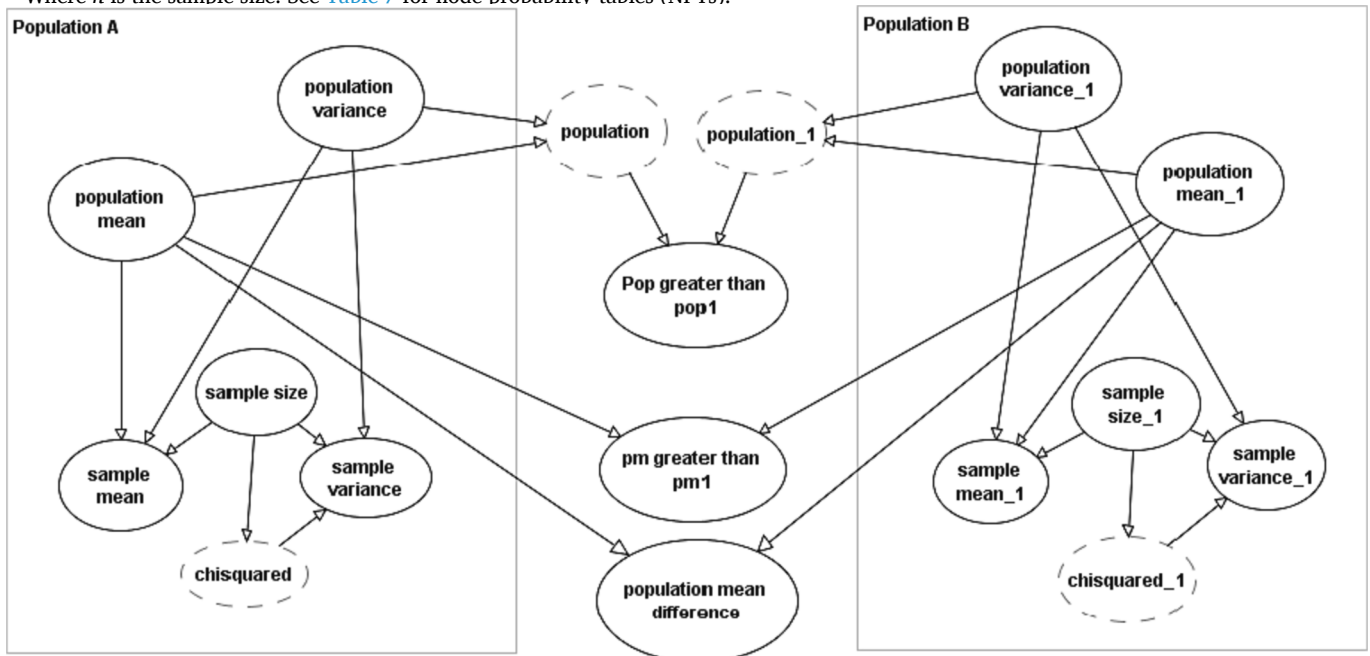 Where n is the sample size. See Table 7 for node probability tables (NPTs).
Population A
Population B
population
variance
population
variance_1
population
population_1
population
mean
population
mean_1
Pop greater than
pop1
sample size
sample
size_1
pm greater than
pm1
sample
mean
sample
variance
sample
mean_1
sample
variance_1
chisquared
chisquared_1
population mean
difference